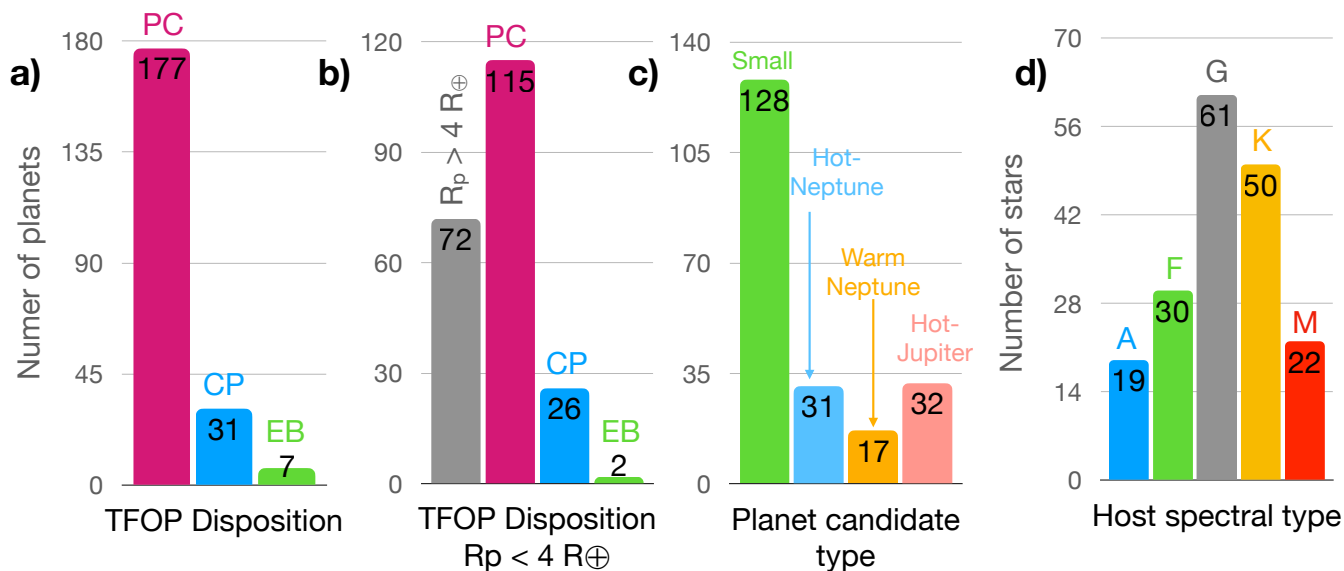 a)
Numer of planets
180
135
90
45
0
PC
177
CP
31
EB
7
TFOP Disposition
b)
120
90
60
30
0
Rp > 4 R⊕
72
PC
115
CP
26
EB
2
TFOP Disposition
Rp < 4 R⊕
c)
140
105
70
35
0
Small
128
Hot-
Neptune
31
Warm
Neptune
17
Hot-
Jupiter
32
Planet candidate
type
d)
Number of stars
70
56
42
28
14
0
A
19
F
30
G
61
K
50
M
22
Host spectral type